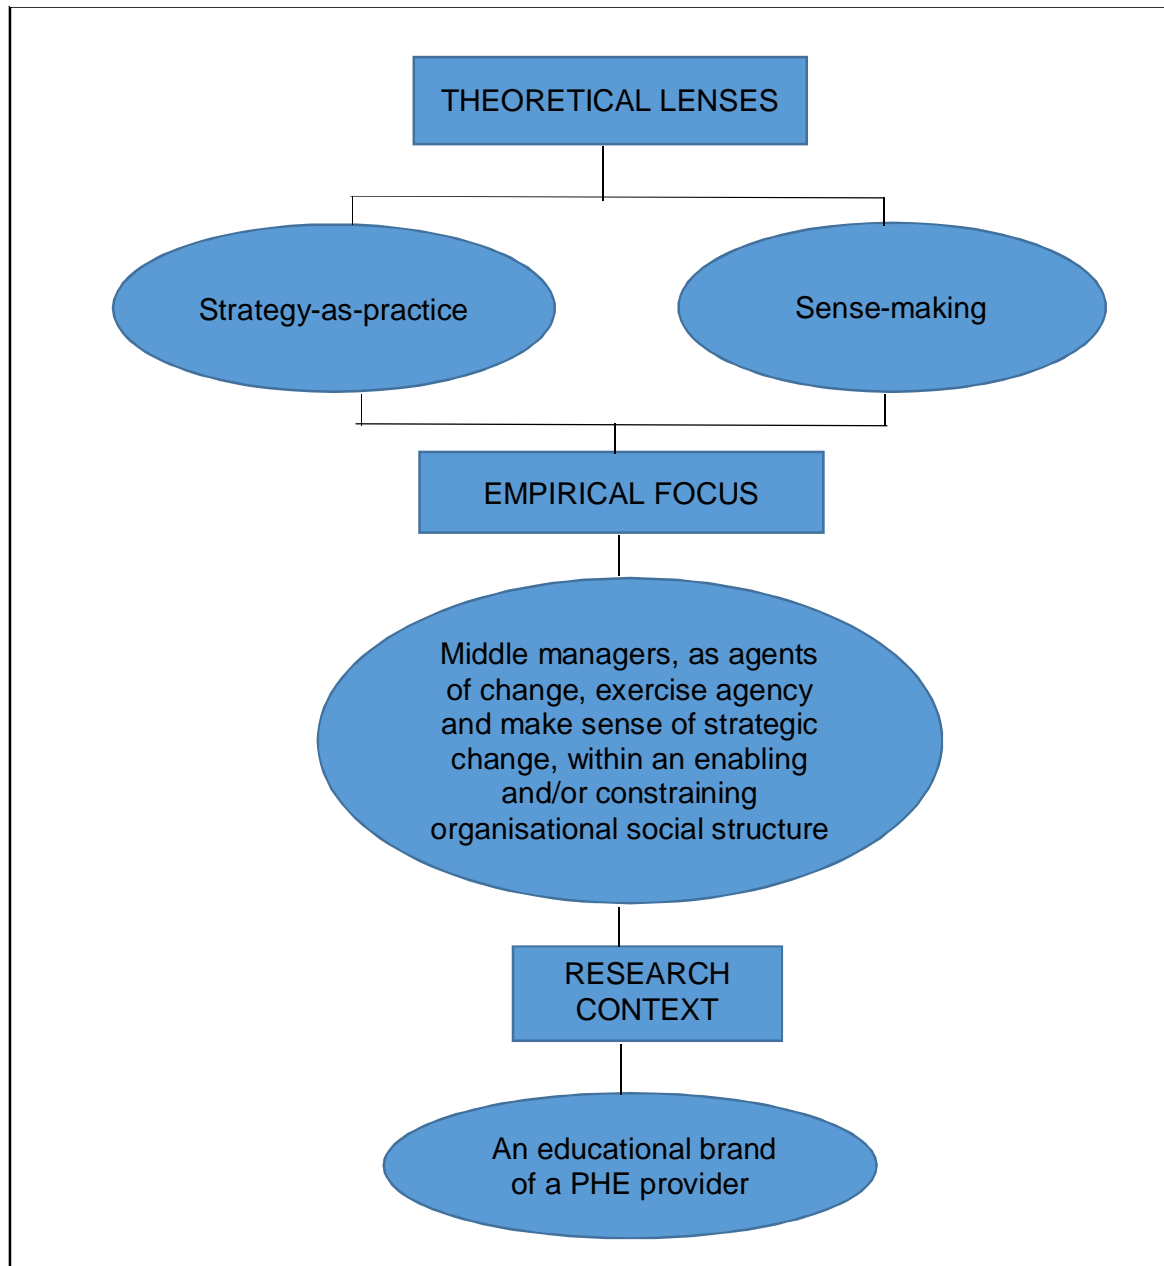 THEORETICAL LENSES
Strategy-as-practice
Sense-making
EMPIRICAL FOCUS
Middle managers, as agents
of change, exercise agency
and make sense of strategic
change, within an enabling
and/or constraining
organisational social structure
RESEARCH
CONTEXT
An educational brand
of a PHE provider